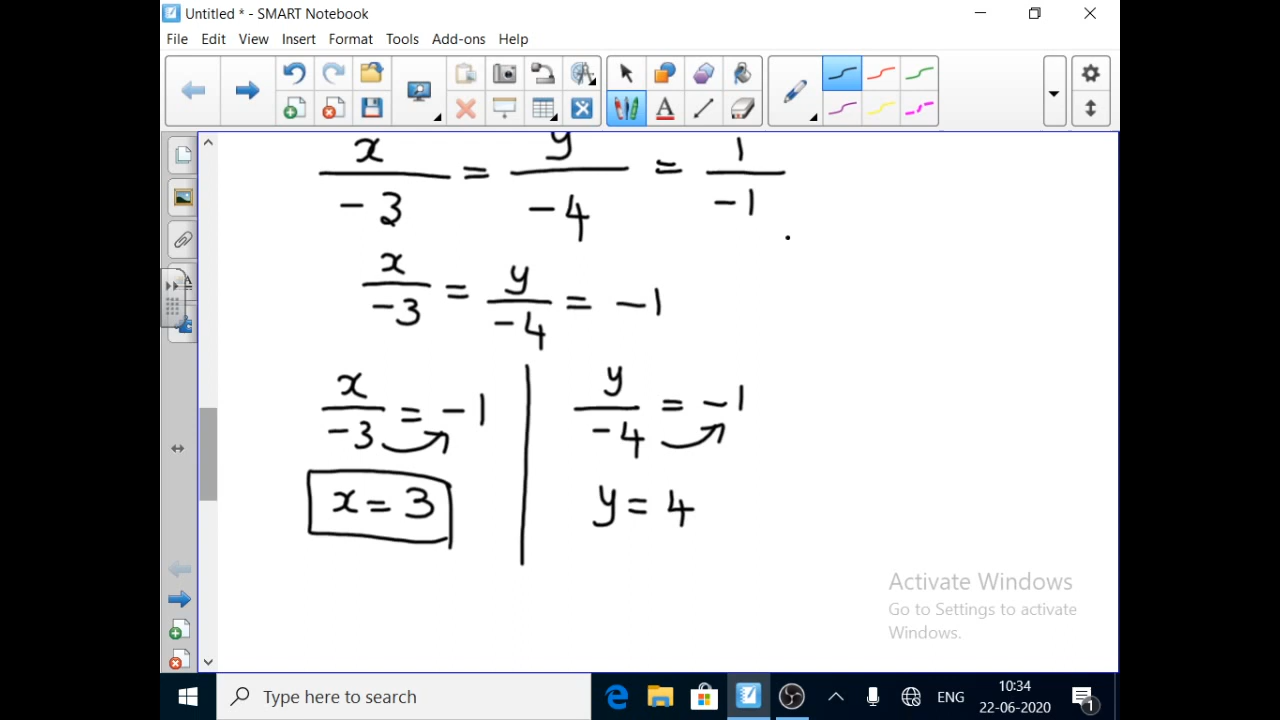 Untitled * - SMART Notebook
File Edit View Insert Format Tools Add-ons Help
x/-3 = y/-4 = 1/-1
x/-3 = y/-4 = -1
x/-3 = -1
y/-4 = -1
x = 3
y = 4
Activate Windows
Go to Settings to activate
Windows.
Type here to search
ENG
10:34
22-06-2020
1